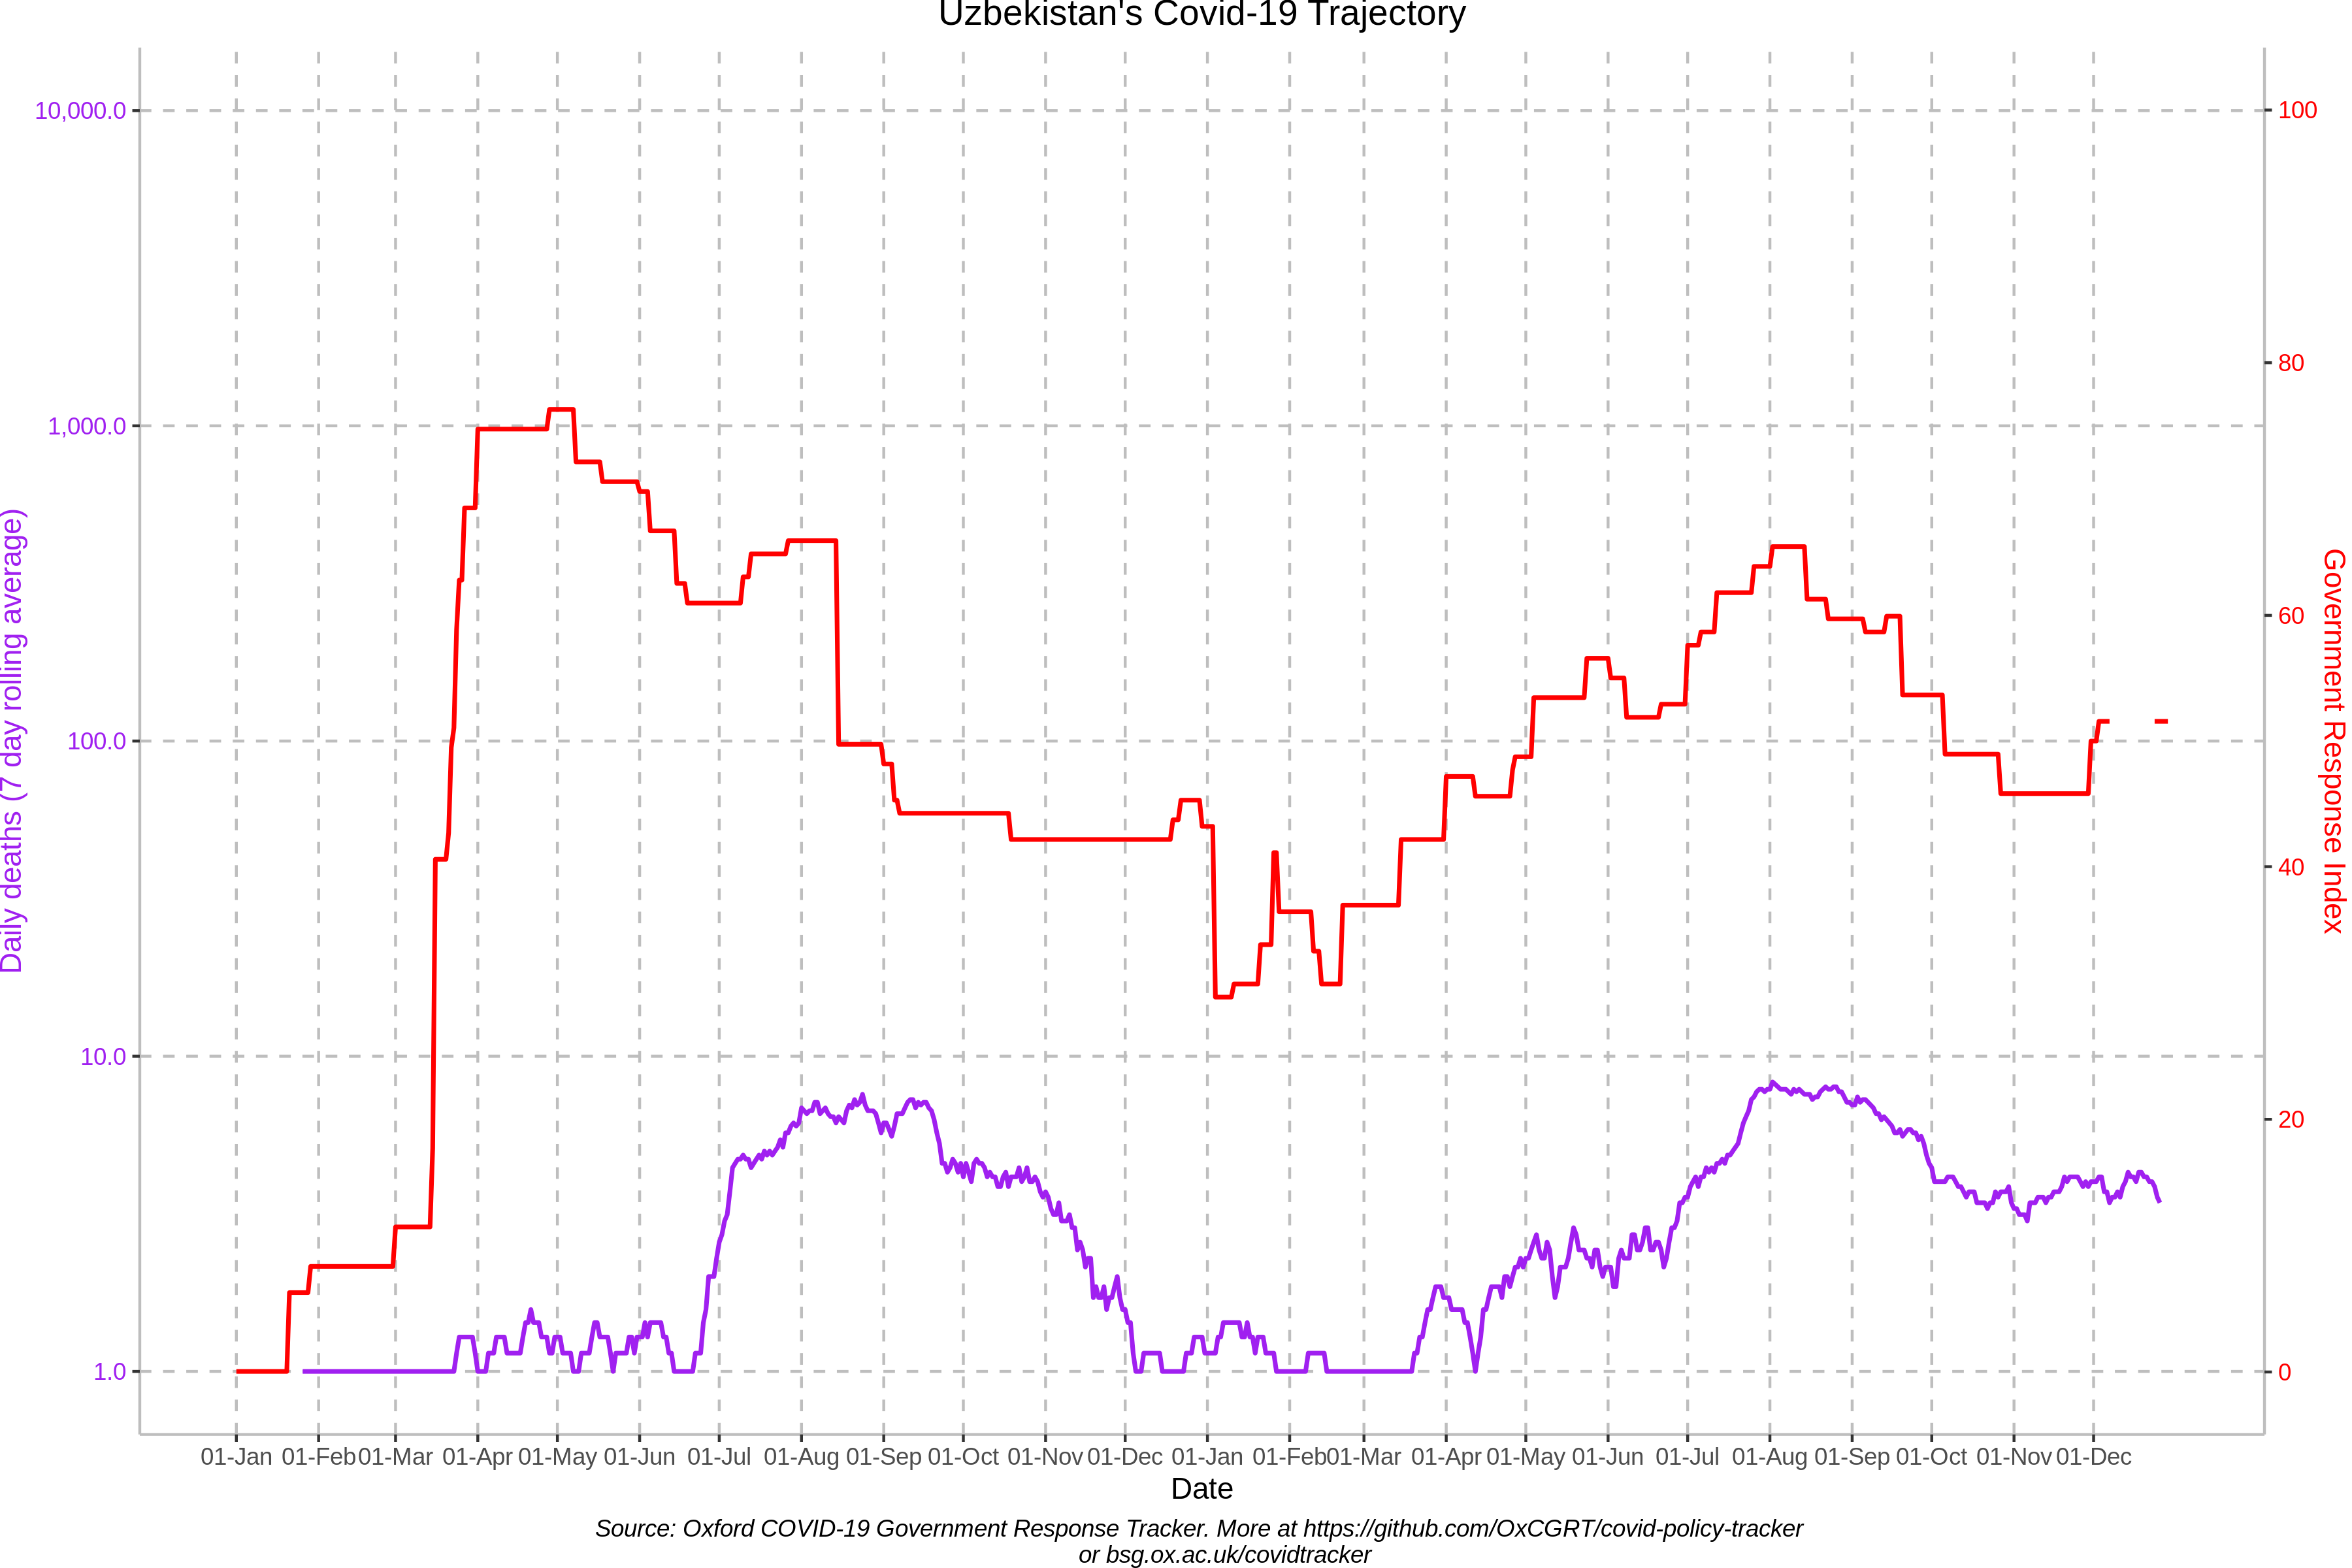 Uzbekistan's Covid-19 Trajectory
10,000.0
1,000.0
100.0
10.0
1.0
Daily deaths (7 day rolling average)
100
80
60
40
20
0
Government Response Index
01-Jan 01-Feb 01-Mar 01-Apr 01-May 01-Jun 01-Jul 01-Aug 01-Sep 01-Oct 01-Nov 01-Dec 01-Jan 01-Feb 01-Mar 01-Apr 01-May 01-Jun 01-Jul 01-Aug 01-Sep 01-Oct 01-Nov 01-Dec
Date
Source: Oxford COVID-19 Government Response Tracker. More at https://github.com/OxCGRT/covid-policy-tracker
or bsg.ox.ac.uk/covidtracker